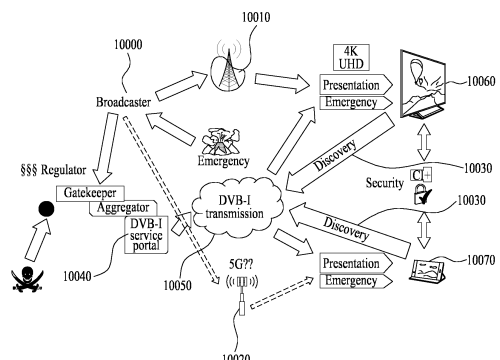 10010
10000
4K
UHD
Broadcaster
Presentation
Emergency
10060
Emergency
Discovery
10030
§§§ Regulator
Security
CI+
10030
Gatekeeper
Aggregator
DVB-I
transmission
DVB-I
service
portal
Discovery
10040
10050
5G??
Presentation
Emergency
10070
10020